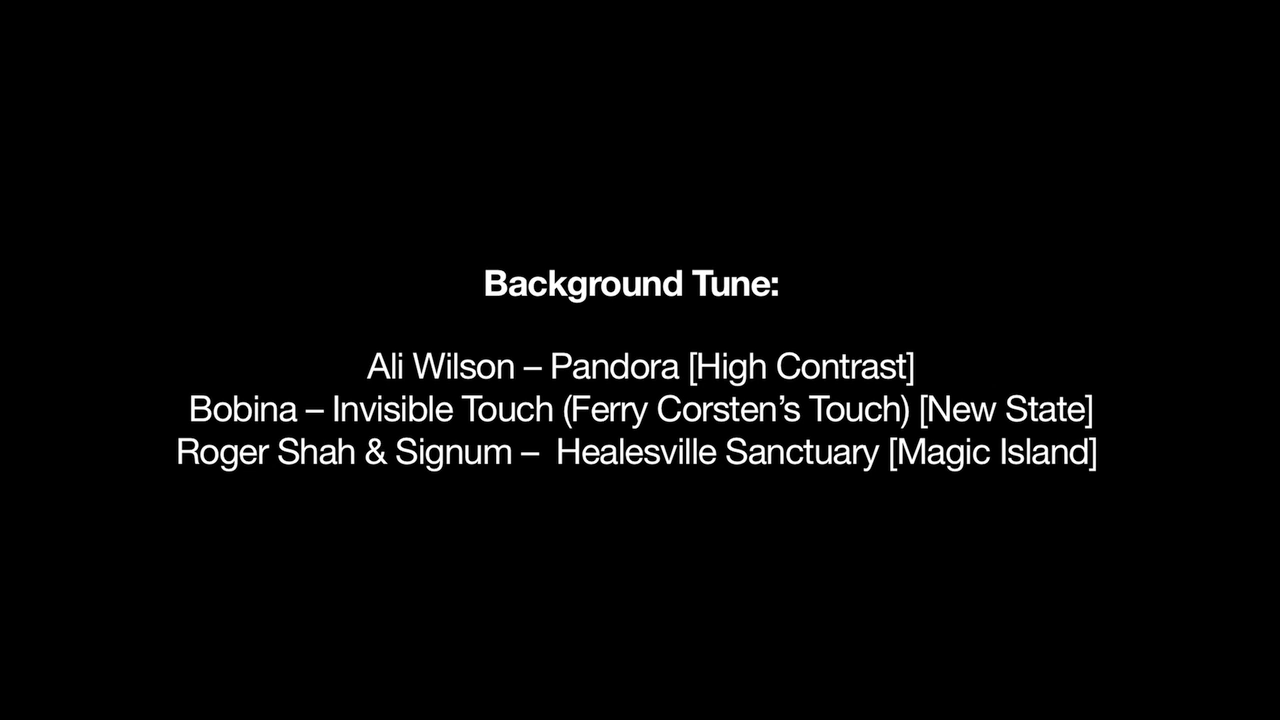 Background Tune:
Ali Wilson – Pandora [High Contrast]
Bobina – Invisible Touch (Ferry Corsten’s Touch) [New State]
Roger Shah & Signum –  Healesville Sanctuary [Magic Island]